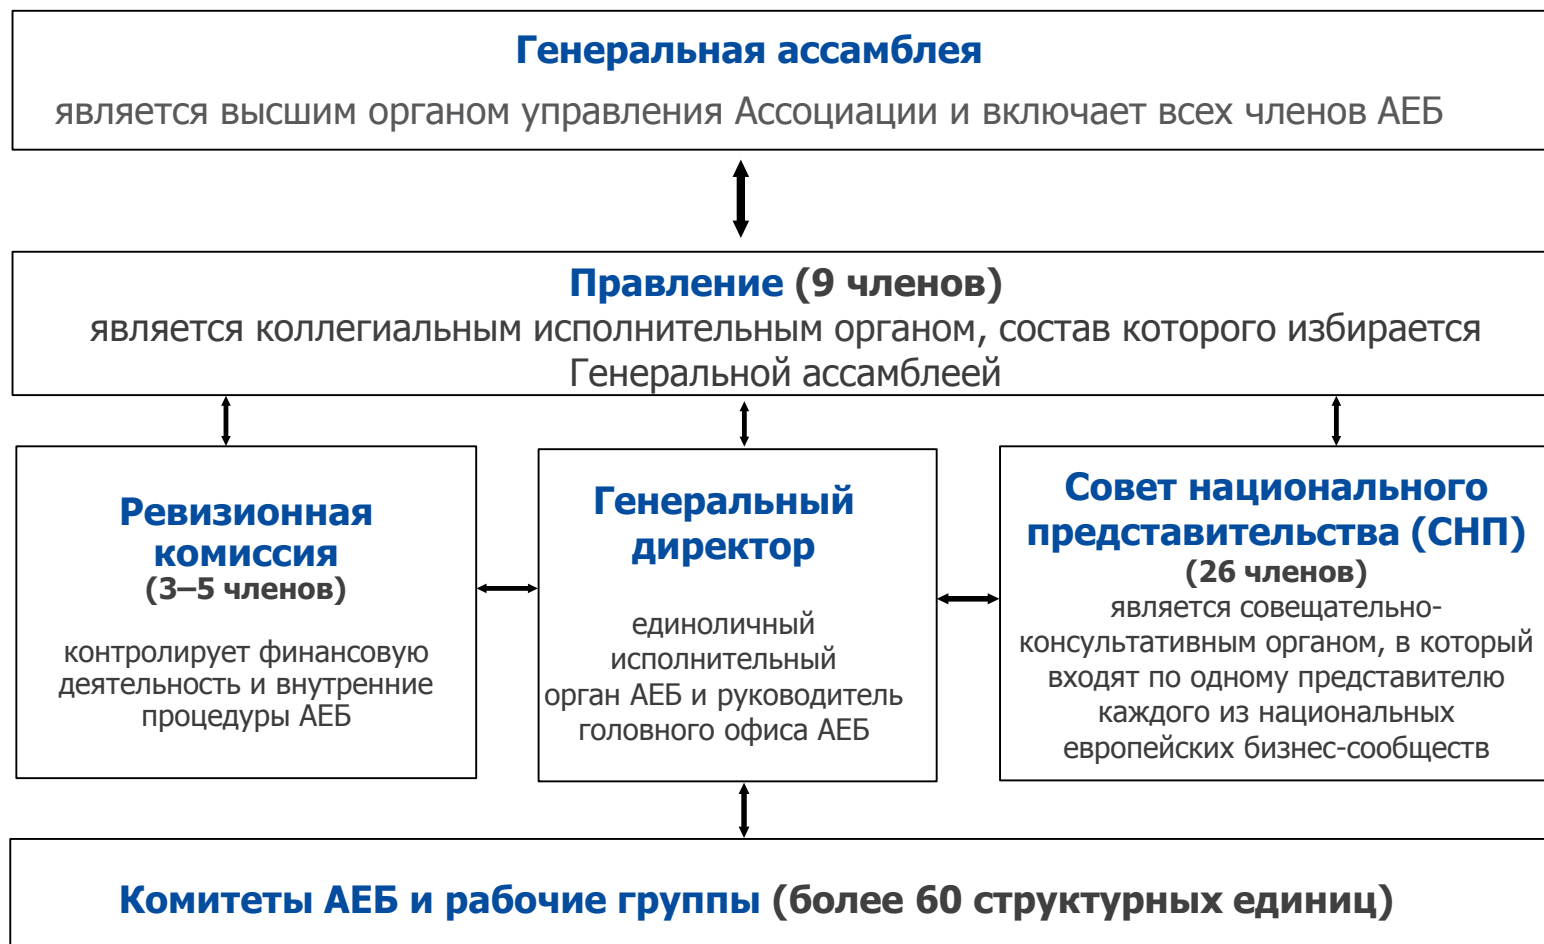 Генеральная ассамблея
является высшим органом управления Ассоциации и включает всех членов АЕБ
Правление (9 членов)
является коллегиальным исполнительным органом, состав которого избирается
Генеральной ассамблеей
Ревизионная
комиссия
(3–5 членов)
контролирует финансовую
деятельность и внутренние
процедуры АЕБ
Генеральный
директор
единоличный
исполнительный
орган АЕБ и руководитель
головного офиса АЕБ
Совет национального
представительства (СНП)
(26 членов)
является совещательно-
консультативным органом, в который
входят по одному представителю
каждого из национальных
европейских бизнес-сообществ
Комитеты АЕБ и рабочие группы (более 60 структурных единиц)